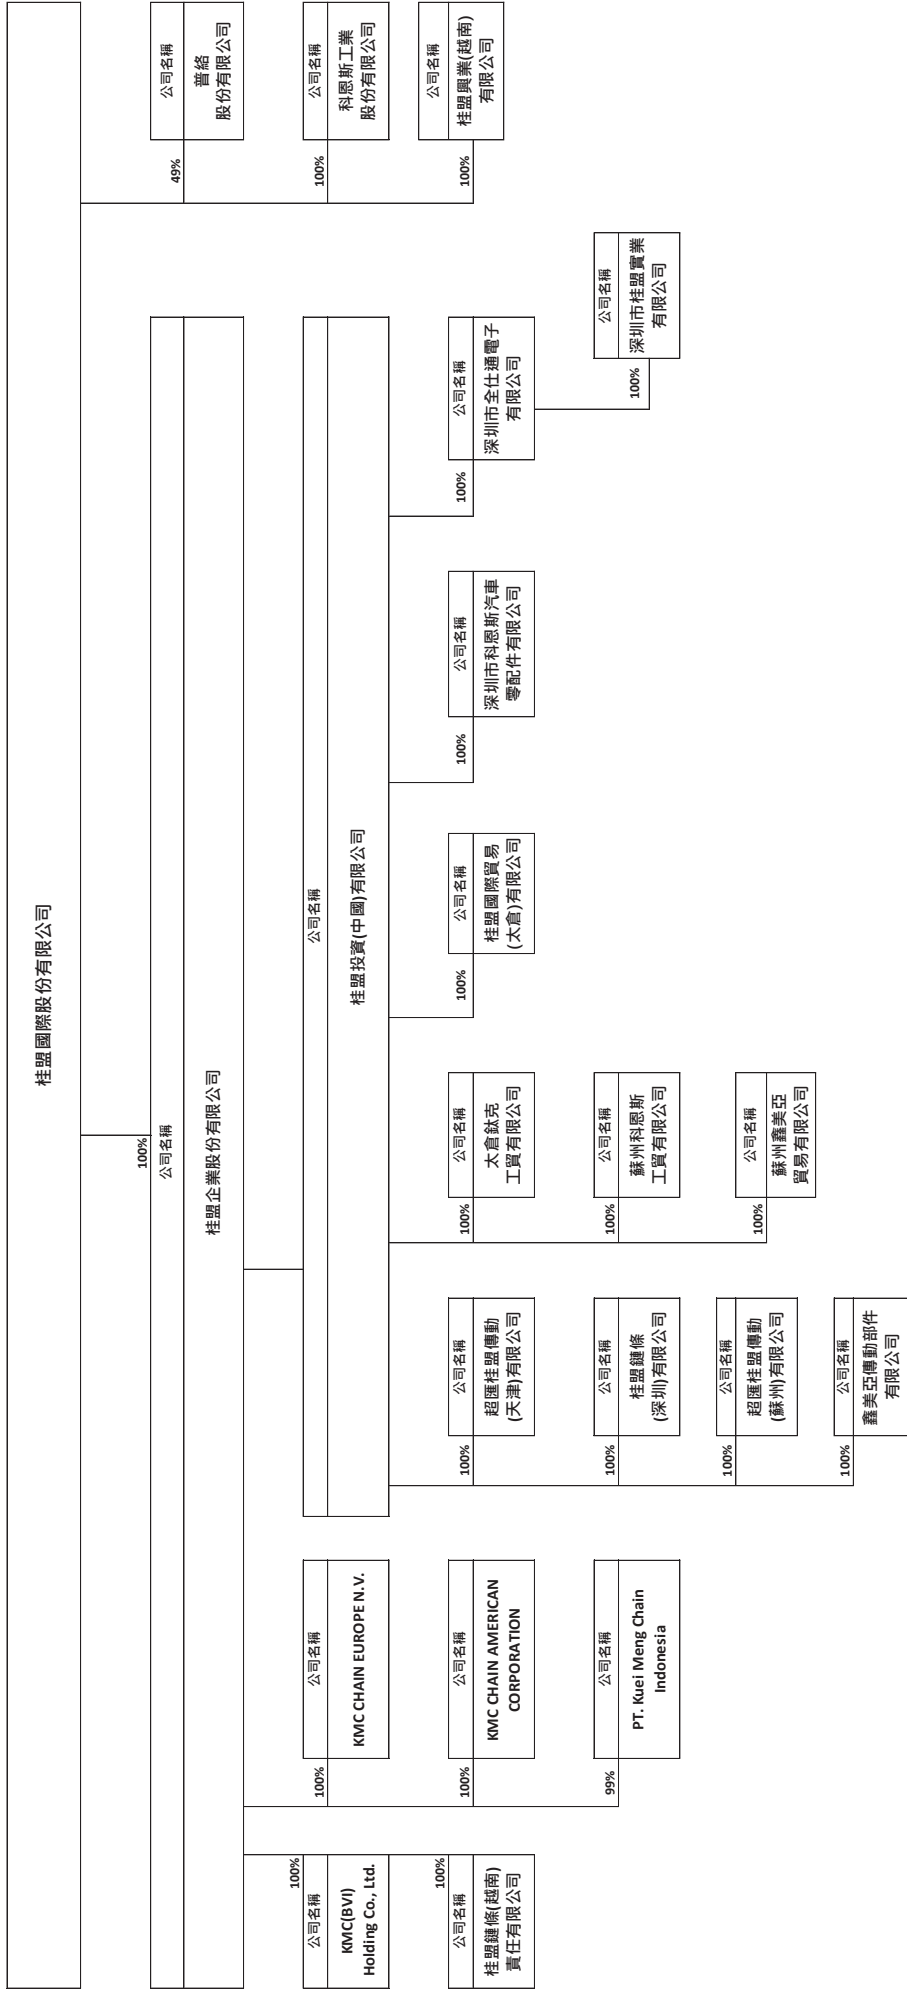 桂盟國際股份有限公司
100%
公司名稱
桂盟企業股份有限公司
49%
公司名稱
普絡
股份有限公司
100%
公司名稱
科恩斯工業
股份有限公司
100%
公司名稱
桂盟興業(越南)
有限公司
100%
公司名稱
KMC(BVI)
Holding Co., Ltd.
100%
公司名稱
桂盟鏈條(越南)
責任有限公司
100%
公司名稱
KMC CHAIN EUROPE N.V.
100%
公司名稱
KMC CHAIN AMERICAN
CORPORATION
99%
公司名稱
PT. Kuei Meng Chain
Indonesia
公司名稱
桂盟投資(中國)有限公司
100%
公司名稱
超匯桂盟傳動
(天津)有限公司
100%
公司名稱
桂盟鏈條
(深圳)有限公司
100%
公司名稱
超匯桂盟傳動
(蘇州)有限公司
100%
公司名稱
鑫美亞傳動部件
有限公司
100%
公司名稱
太倉鈦克
工貿有限公司
100%
公司名稱
蘇州科恩斯
工貿有限公司
100%
公司名稱
蘇州鑫美亞
貿易有限公司
100%
公司名稱
桂盟國際貿易
(太倉)有限公司
100%
公司名稱
深圳市科恩斯汽車
零配件有限公司
100%
公司名稱
深圳市全仕通電子
有限公司
100%
公司名稱
深圳市桂盟實業
有限公司